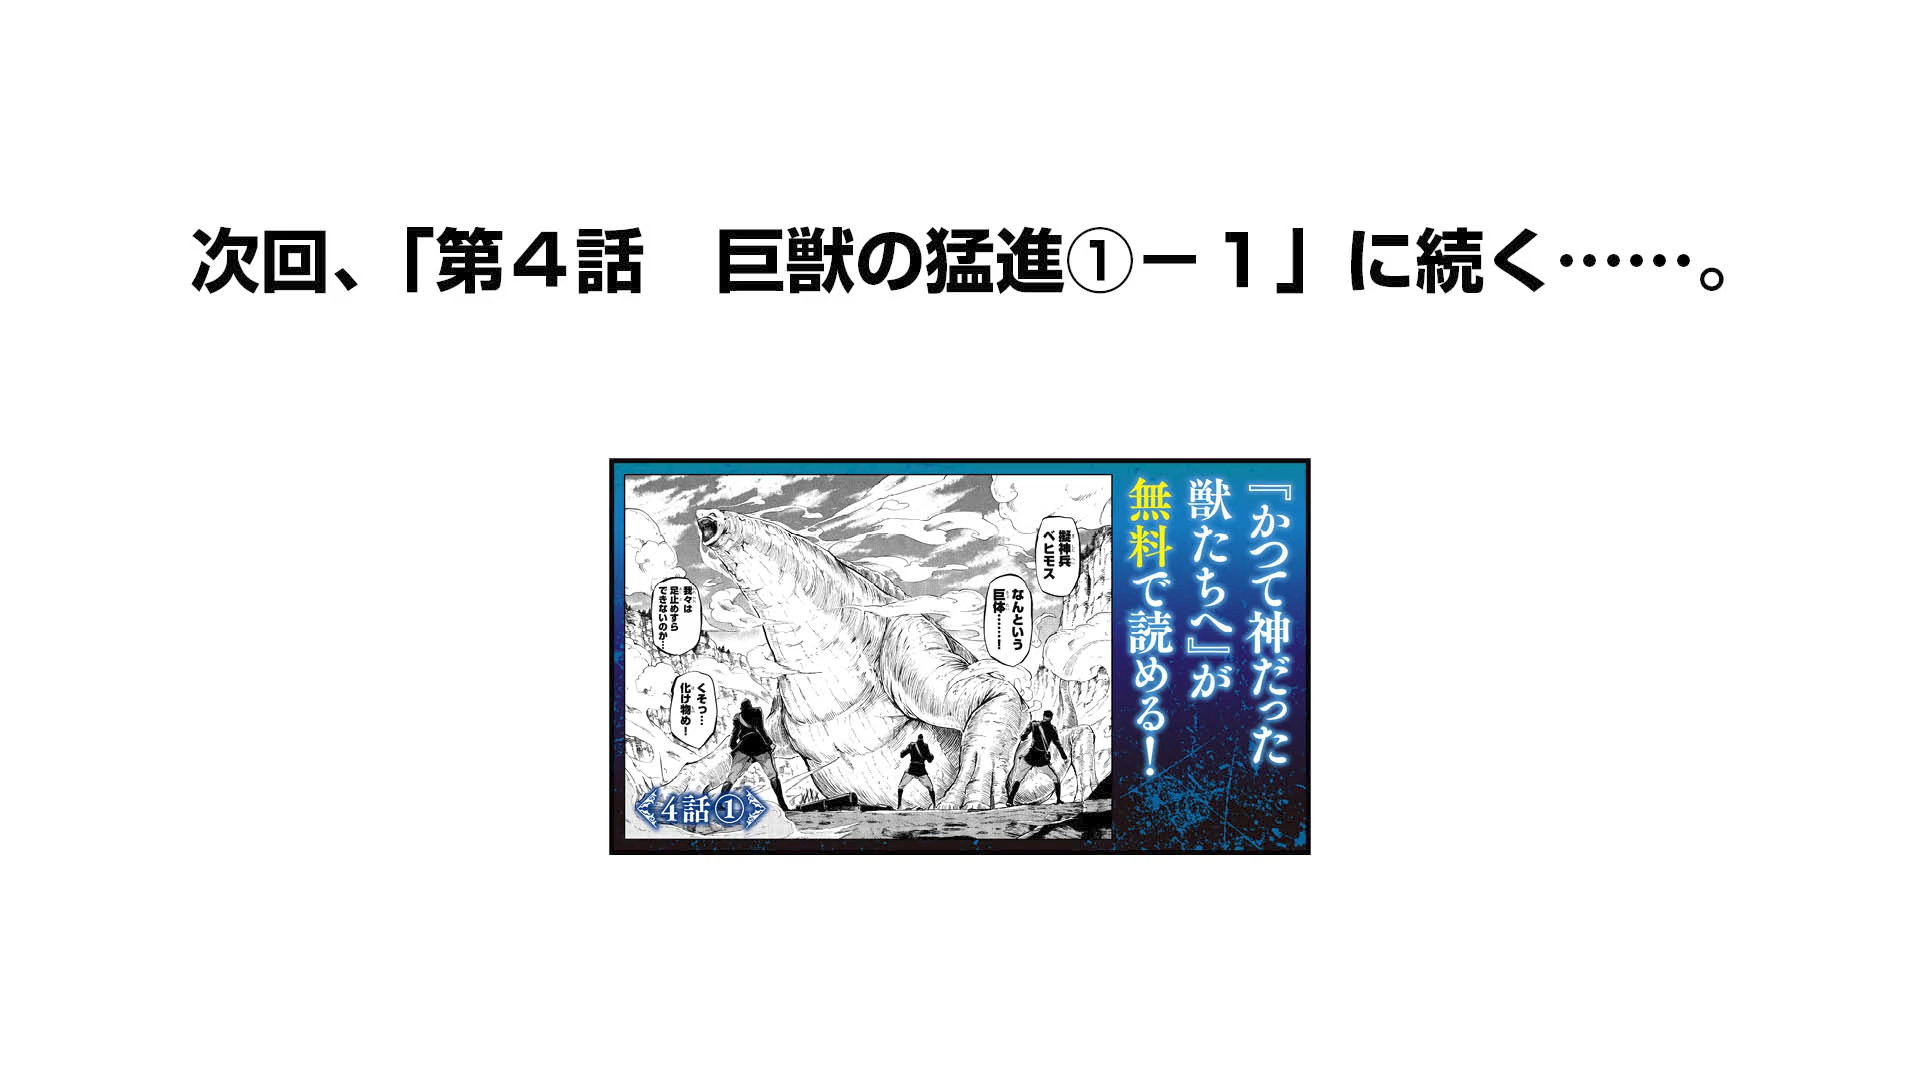 次回、「第４話　巨獣の猛進①－１」に続く……。
『かつて神だった
獣たちへ』が
無料で読める！
擬神兵
ベヒモス
なんという
巨体……！
我々は
足止めすら
できないのか…
くそっ…
化け物め！
4話①